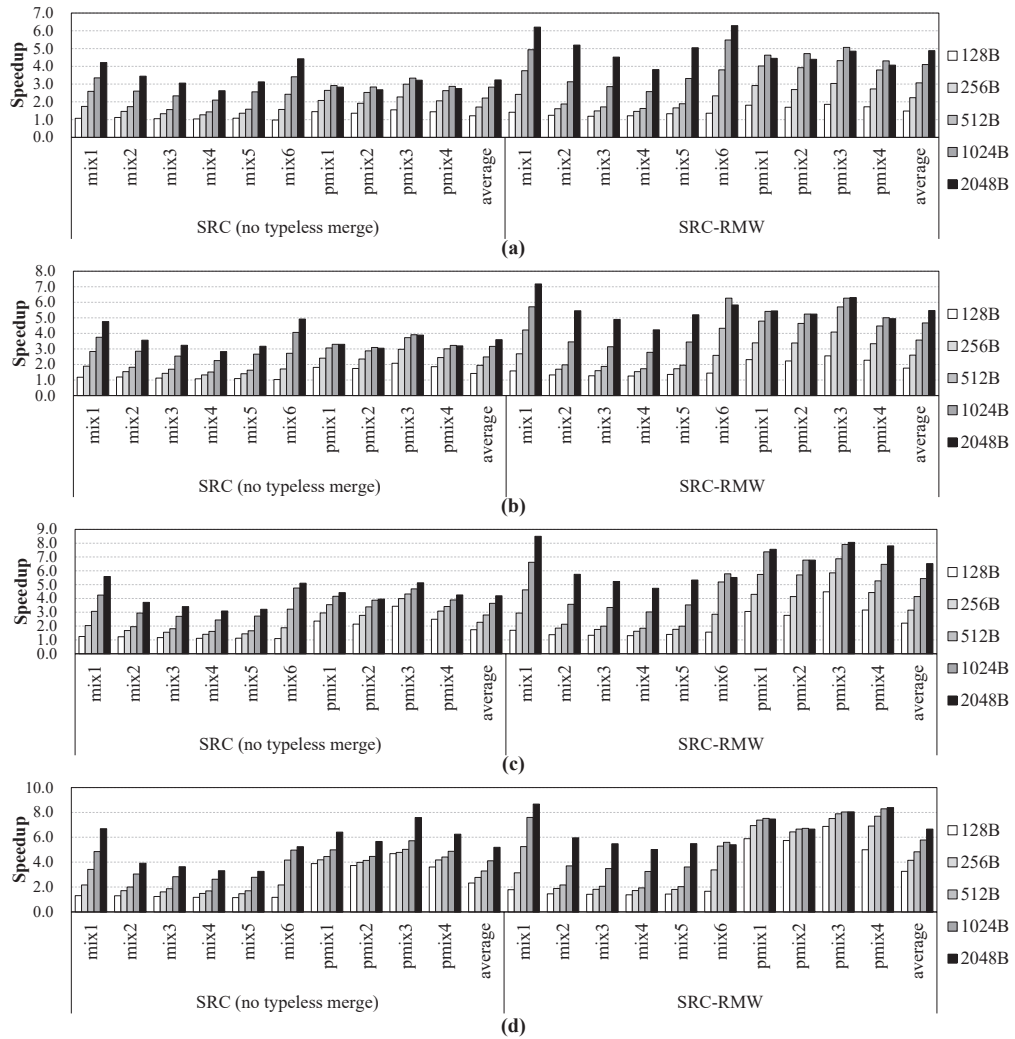 7.0
6.0
5.0
4.0
3.0
2.0
1.0
0.0
Speedup
mix1 mix2 mix3 mix4 mix5 mix6 pmix1 pmix2 pmix3 pmix4 average mix1 mix2 mix3 mix4 mix5 mix6 pmix1 pmix2 pmix3 pmix4 average
SRC (no typeless merge) SRC-RMW
128B
256B
512B
1024B
2048B
(a)
8.0
7.0
6.0
5.0
4.0
3.0
2.0
1.0
0.0
Speedup
mix1 mix2 mix3 mix4 mix5 mix6 pmix1 pmix2 pmix3 pmix4 average mix1 mix2 mix3 mix4 mix5 mix6 pmix1 pmix2 pmix3 pmix4 average
SRC (no typeless merge) SRC-RMW
128B
256B
512B
1024B
2048B
(b)
9.0
8.0
7.0
6.0
5.0
4.0
3.0
2.0
1.0
0.0
Speedup
mix1 mix2 mix3 mix4 mix5 mix6 pmix1 pmix2 pmix3 pmix4 average mix1 mix2 mix3 mix4 mix5 mix6 pmix1 pmix2 pmix3 pmix4 average
SRC (no typeless merge) SRC-RMW
128B
256B
512B
1024B
2048B
(c)
10.0
8.0
6.0
4.0
2.0
0.0
Speedup
mix1 mix2 mix3 mix4 mix5 mix6 pmix1 pmix2 pmix3 pmix4 average mix1 mix2 mix3 mix4 mix5 mix6 pmix1 pmix2 pmix3 pmix4 average
SRC (no typeless merge) SRC-RMW
128B
256B
512B
1024B
2048B
(d)